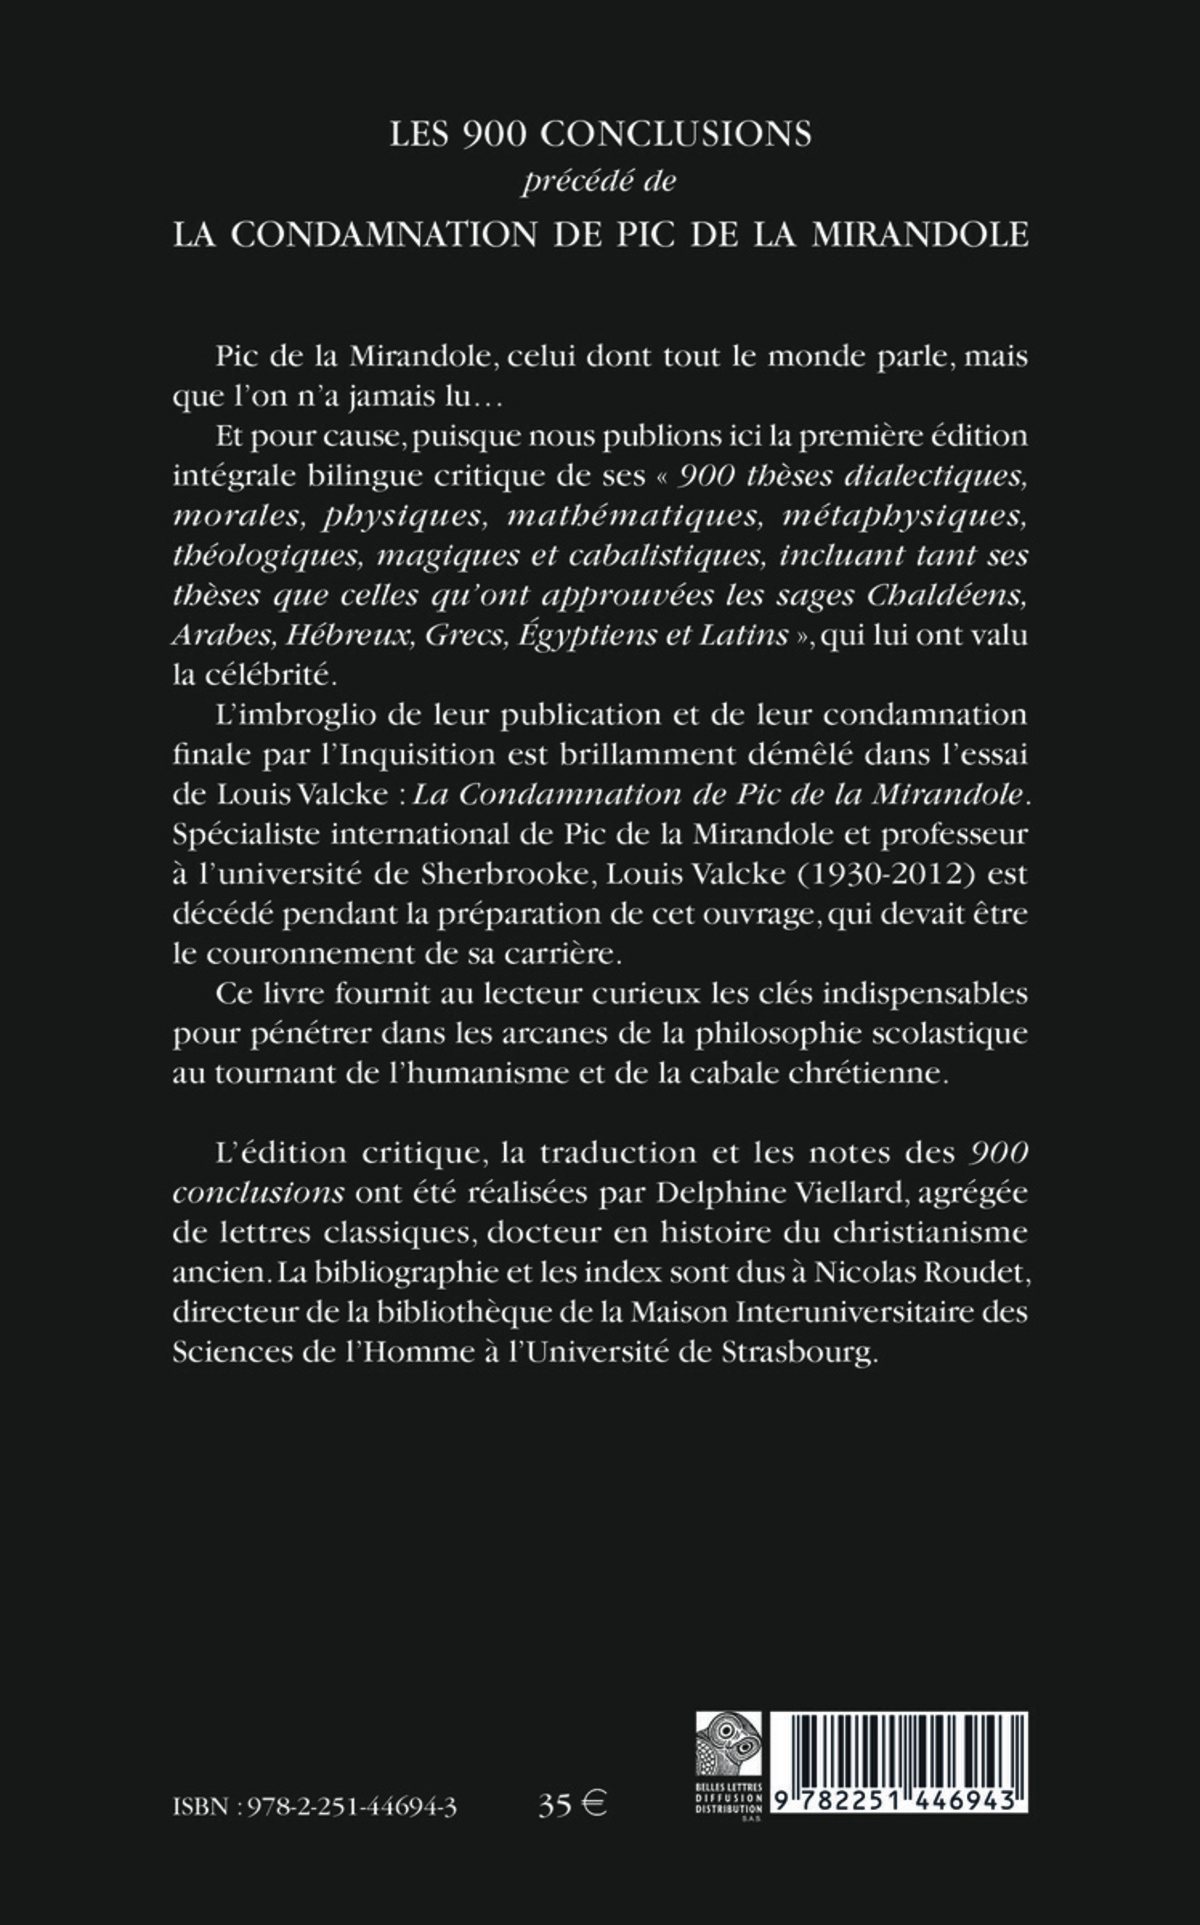 LES 900 CONCLUSIONS
précédé de
LA CONDAMNATION DE PIC DE LA MIRANDOLE
Pic de la Mirandole, celui dont tout le monde parle, mais
que l'on n'a jamais lu…
Et pour cause, puisque nous publions ici la première édition
intégrale bilingue critique de ses « 900 thèses dialectiques,
morales, physiques, mathématiques, métaphysiques,
théologiques, magiques et cabalistiques, incluant tant ses
thèses que celles qu'ont approuvées les sages Chaldéens,
Arabes, Hébreux, Grecs, Égyptiens et Latins », qui lui ont valu
la célébrité.
L'imbroglio de leur publication et de leur condamnation
finale par l'Inquisition est brillamment démêlé dans l'essai
de Louis Valcke : La Condamnation de Pic de la Mirandole.
Spécialiste international de Pic de la Mirandole et professeur
à l'université de Sherbrooke, Louis Valcke (1930-2012) est
décédé pendant la préparation de cet ouvrage, qui devait être
le couronnement de sa carrière.
Ce livre fournit au lecteur curieux les clés indispensables
pour pénétrer dans les arcanes de la philosophie scolastique
au tournant de l'humanisme et de la cabale chrétienne.
L'édition critique, la traduction et les notes des 900
conclusions ont été réalisées par Delphine Viellard, agrégée
de lettres classiques, docteur en histoire du christianisme
ancien. La bibliographie et les index sont dus à Nicolas Roudet,
directeur de la bibliothèque de la Maison Interuniversitaire des
Sciences de l'Homme à l'Université de Strasbourg.
ISBN : 978-2-251-44694-3 35 €
BELLES LETTRES
DIFFUSION
DISTRIBUTION
S.A.S.
9 782251 446943